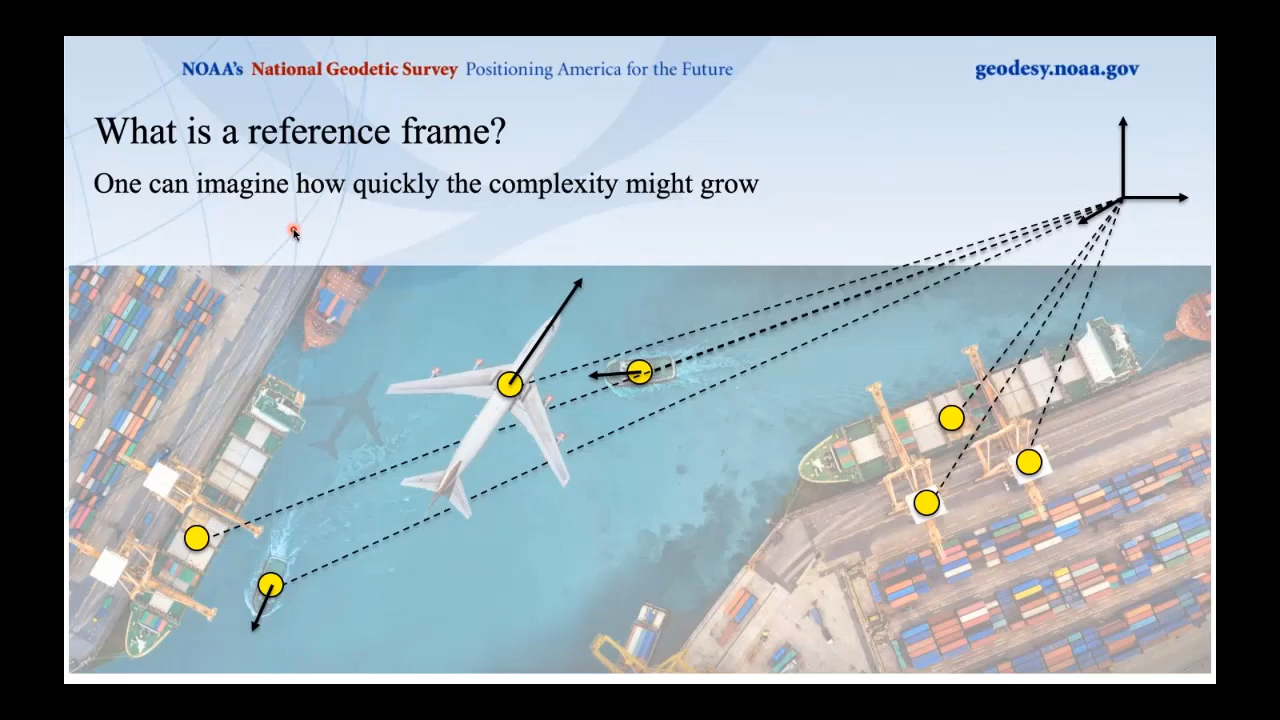 NOAA's National Geodetic Survey Positioning America for the Future
geodesy.noaa.gov
What is a reference frame?
One can imagine how quickly the complexity might grow